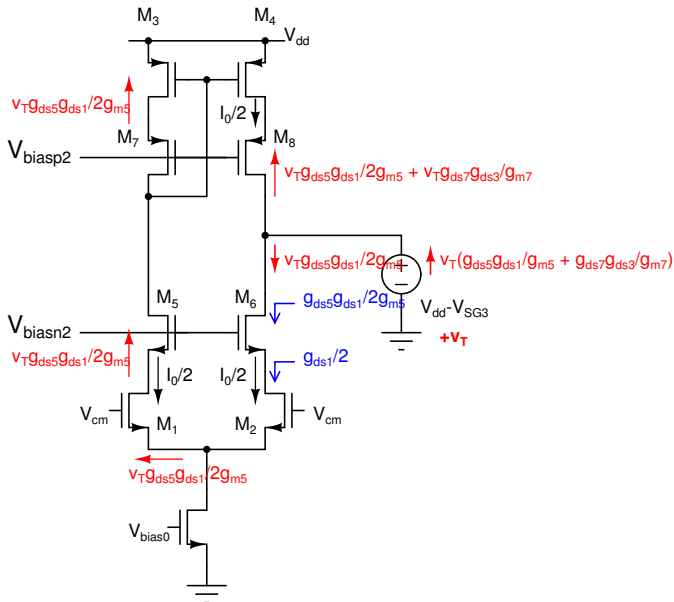 M3
M4
Vdd
vTgds5gds1/2gm5
I0/2
M7
M8
Vbiasp2
vTgds5gds1/2gm5 + vTgds7gds3/gm7
vTgds5gds1/2gm5
vT(gds5gds1/gm5 + gds7gds3/gm7)
+
−
M5
M6
gds5gds1/2gm5
Vdd-VSG3
+vT
Vbiasn2
vTgds5gds1/2gm5
I0/2
I0/2
gds1/2
Vcm
M1
M2
Vcm
vTgds5gds1/2gm5
Vbias0